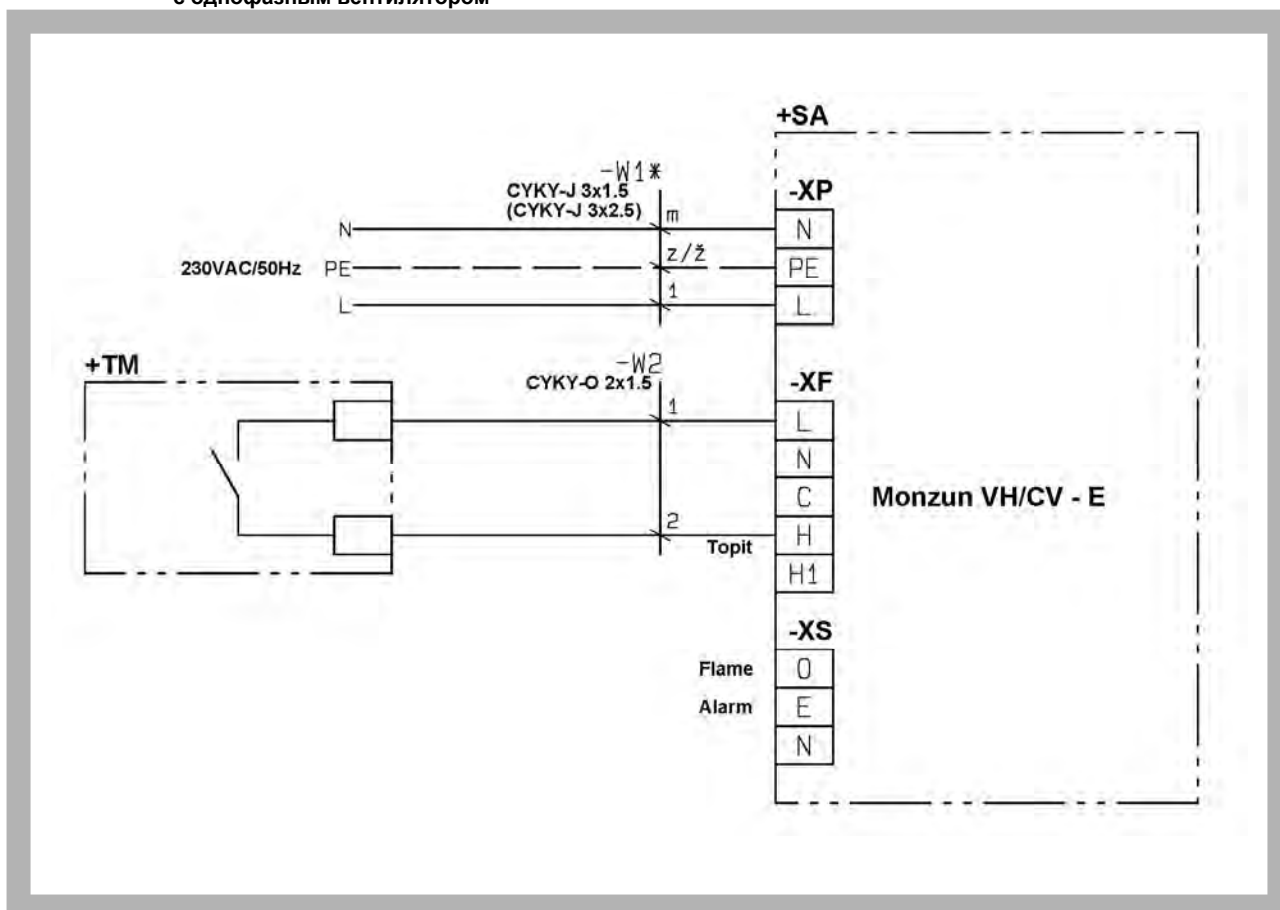 с однофазным вентилятором
+SA
-W1*
CYKY-J 3x1.5
(CYKY-J 3x2.5)
-XP
N
m
N
230VAC/50Hz
PE
z/ž
PE
L
1
L
+TM
-W2
CYKY-O 2x1.5
-XF
1
L
N
C
Monzun VH/CV - E
2
Topit
H
H1
-XS
Flame
O
Alarm
E
N